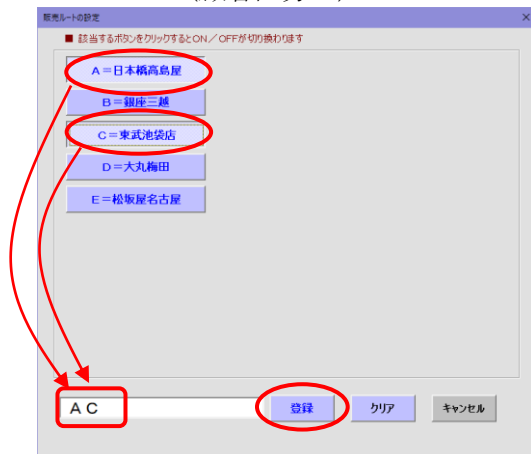 販売ルートの設定
■ 該当するボタンをクリックするとON／OFFが切り換わります
A＝日本橋高島屋
B＝銀座三越
C＝東武池袋店
D＝大丸梅田
E＝松坂屋名古屋
AC
登録
クリア
キャンセル